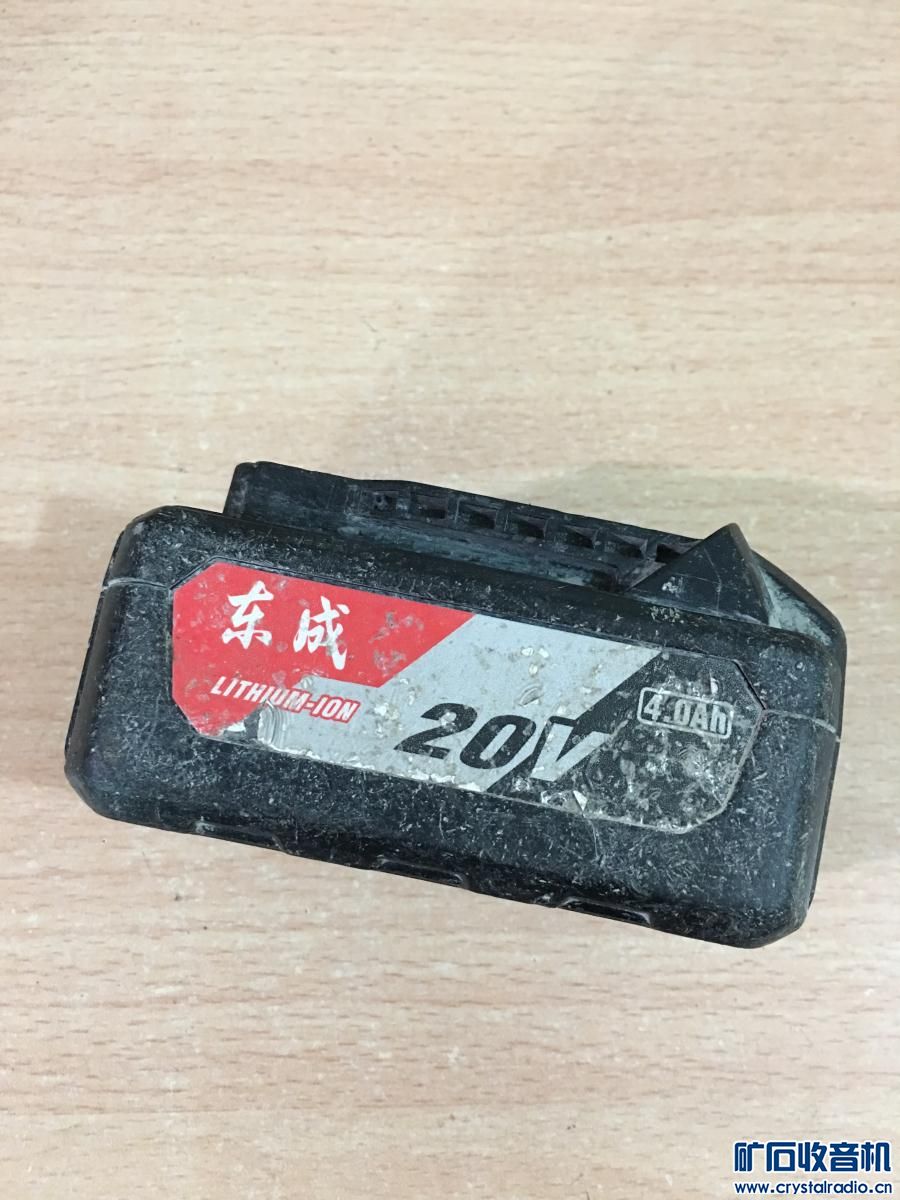 东成
LITHIUM-ION
20V
4.0Ah
矿石收音机
www.crystalradio.cn